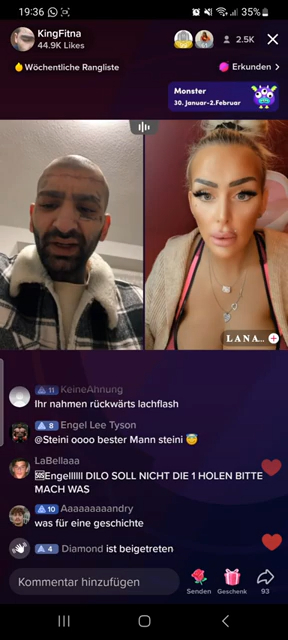 19:36
35%
KingFitna
44.9K Likes
2.5K
Wöchentliche Rangliste
Erkunden >
Monster
30. Januar-2.Februar
LANA...
11 KeineAhnung
Ihr nahmen rückwärts lachflash
8 Engel Lee Tyson
@Steini oooo bester Mann steini 😇
LaBellaaa
🆘Engelllllll DILO SOLL NICHT DIE 1 HOLEN BITTE
MACH WAS
10 Aaaaaaaaandry
was für eine geschichte
4 Diamond ist beigetreten
Kommentar hinzufügen
Senden
Geschenk
93